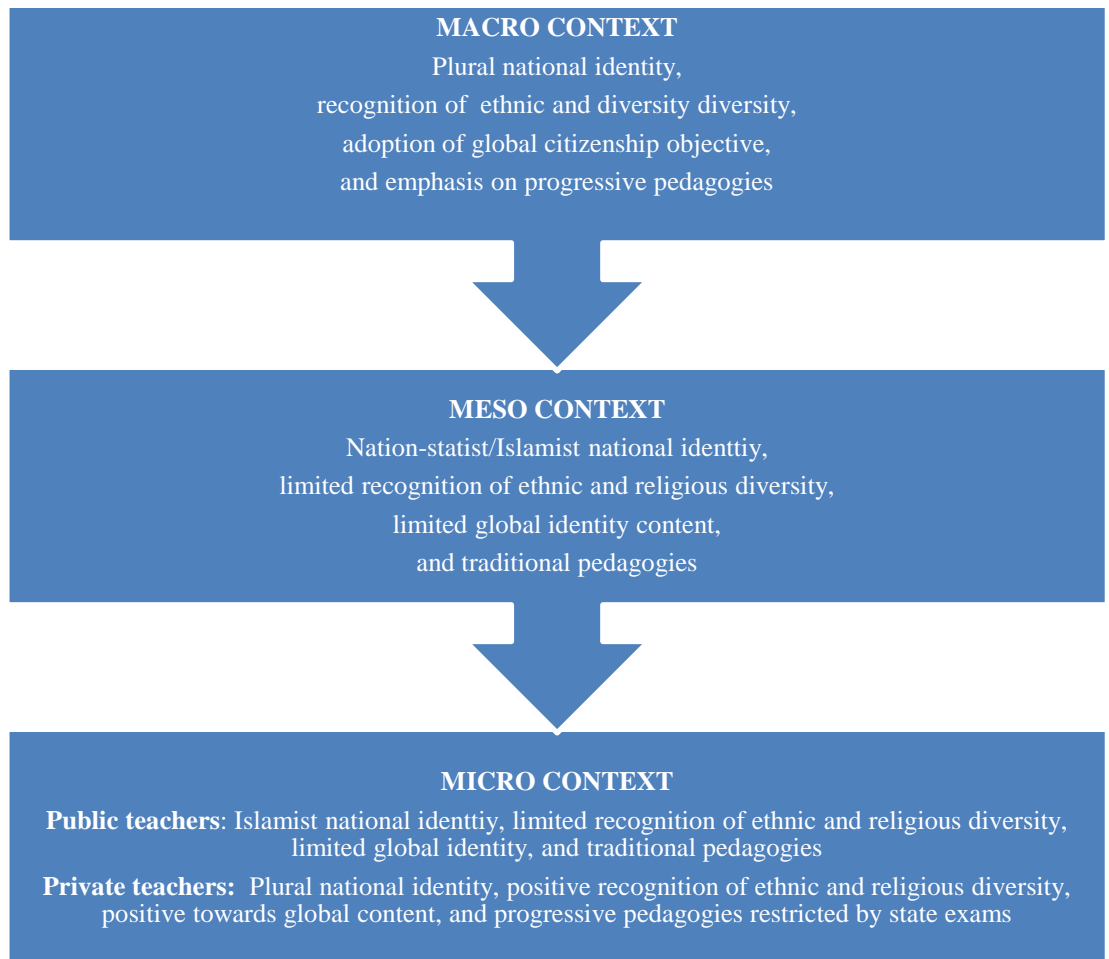 MACRO CONTEXT
Plural national identity,
recognition of ethnic and diversity diversity,
adoption of global citizenship objective,
and emphasis on progressive pedagogies
MESO CONTEXT
Nation-statist/Islamist national identtiy,
limited recognition of ethnic and religious diversity,
limited global identity content,
and traditional pedagogies
MICRO CONTEXT
Public teachers: Islamist national identtiy, limited recognition of ethnic and religious diversity,
limited global identity, and traditional pedagogies
Private teachers: Plural national identity, positive recognition of ethnic and religious diversity,
positive towards global content, and progressive pedagogies restricted by state exams